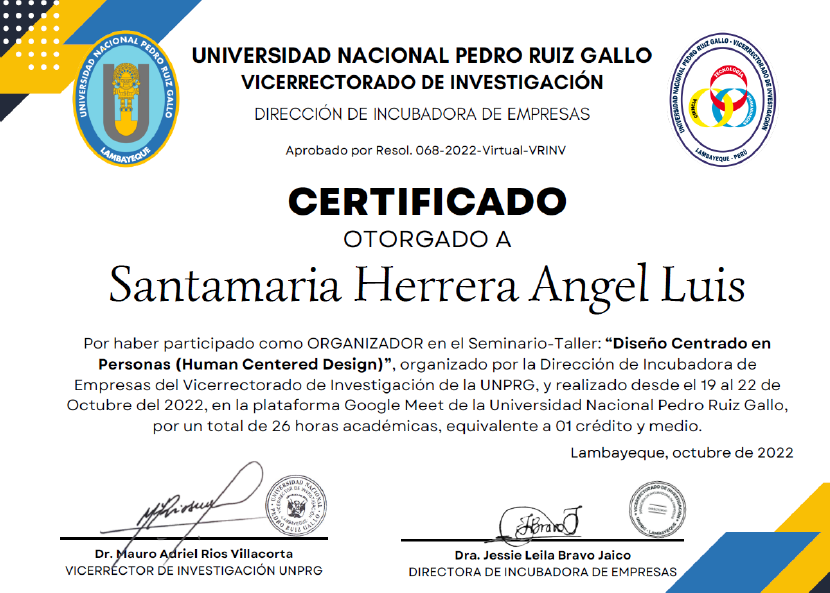 UNIVERSIDAD NACIONAL PEDRO RUIZ GALLO
LAMBAYEQUE
UNIVERSIDAD NACIONAL PEDRO RUIZ GALLO
VICERRECTORADO DE INVESTIGACIÓN
DIRECCIÓN DE INCUBADORA DE EMPRESAS
Aprobado por Resol. 068-2022-Virtual-VRINV
UNIVERSIDAD NACIONAL PEDRO RUIZ GALLO - VICERRECTORADO DE INVESTIGACIÓN
TECNOLOGÍA
LAMBAYEQUE - PERÚ
CERTIFICADO
OTORGADO A
Santamaria Herrera Angel Luis
Por haber participado como ORGANIZADOR en el Seminario-Taller: “Diseño Centrado en
Personas (Human Centered Design)”, organizado por la Dirección de Incubadora de
Empresas del Vicerrectorado de Investigación de la UNPRG, y realizado desde el 19 al 22 de
Octubre del 2022, en la plataforma Google Meet de la Universidad Nacional Pedro Ruiz Gallo,
por un total de 26 horas académicas, equivalente a 01 crédito y medio.
Lambayeque, octubre de 2022
Dr. Mauro Adriel Rios Villacorta
VICERRECTOR DE INVESTIGACIÓN UNPRG
JBravoJ
Dra. Jessie Leila Bravo Jaico
DIRECTORA DE INCUBADORA DE EMPRESAS